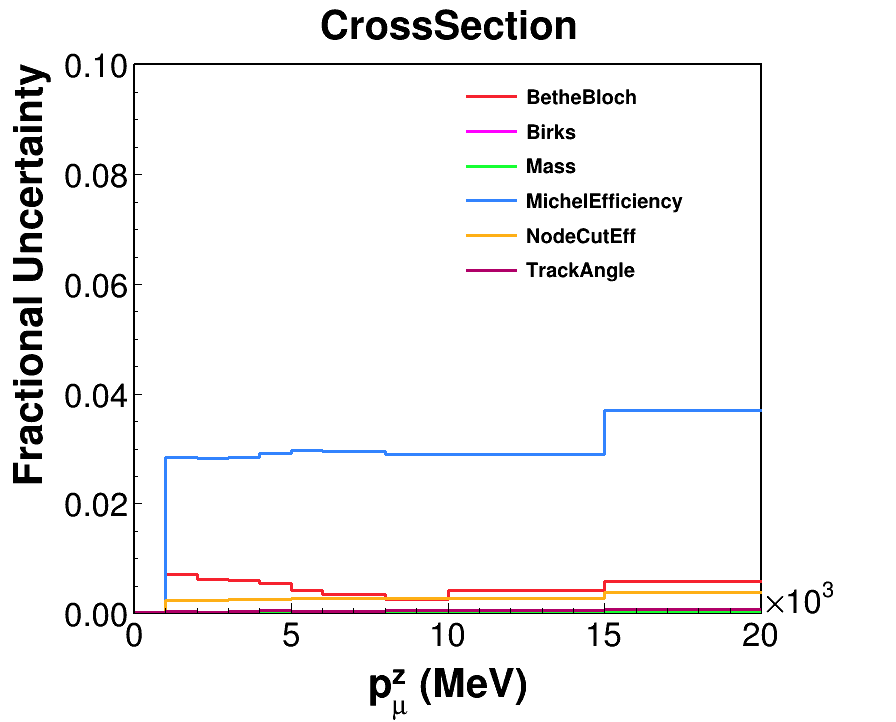 CrossSection
Fractional Uncertainty
0.10
0.08
0.06
0.04
0.02
0.00
BetheBloch
Birks
Mass
MichelEfficiency
NodeCutEff
TrackAngle
0 5 10 15 20
×10³
p_μ^z (MeV)